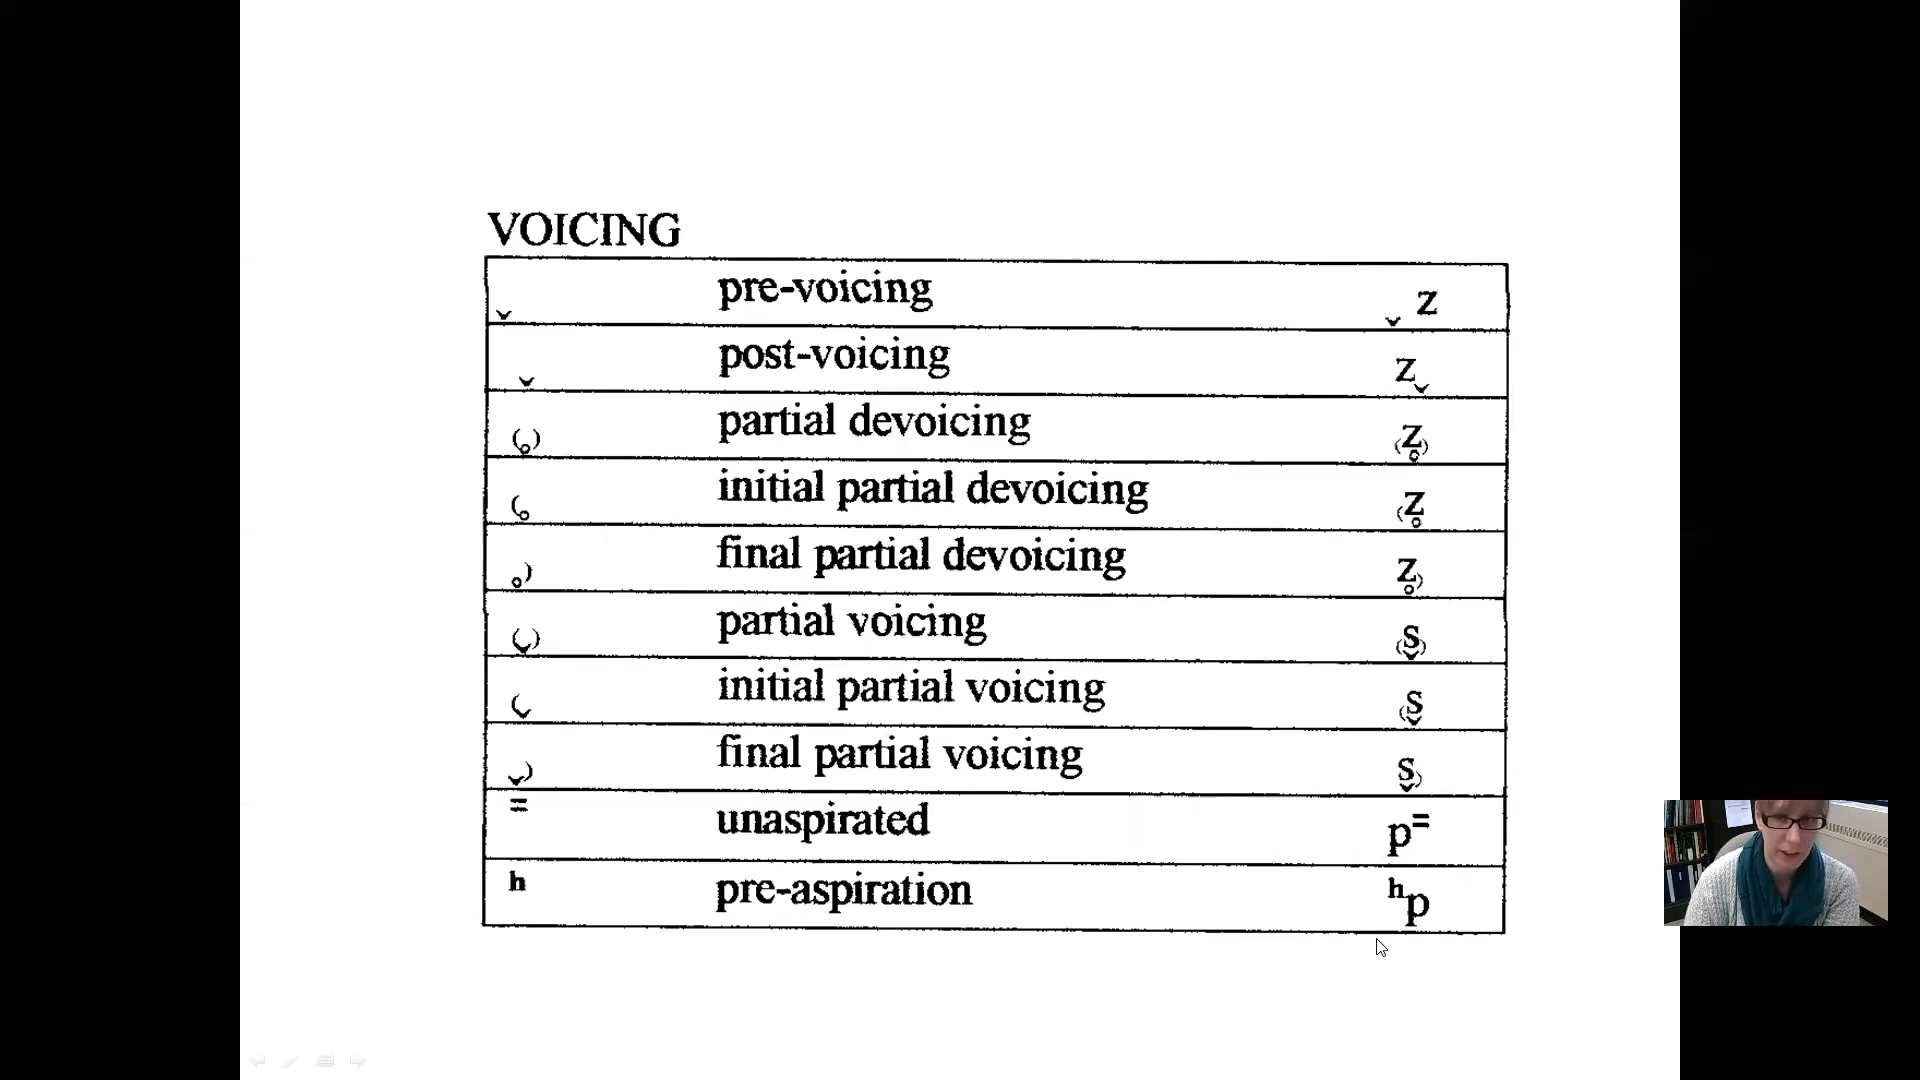 VOICING
ˬ pre-voicing ˬz
ˬ post-voicing zˬ
(̥) partial devoicing (z̥)
(̥ initial partial devoicing (z̥
̥) final partial devoicing z̥)
(̬) partial voicing (s̬)
(̬ initial partial voicing (s̬
̬) final partial voicing s̬)
= unaspirated p⁼
ʰ pre-aspiration ʰp